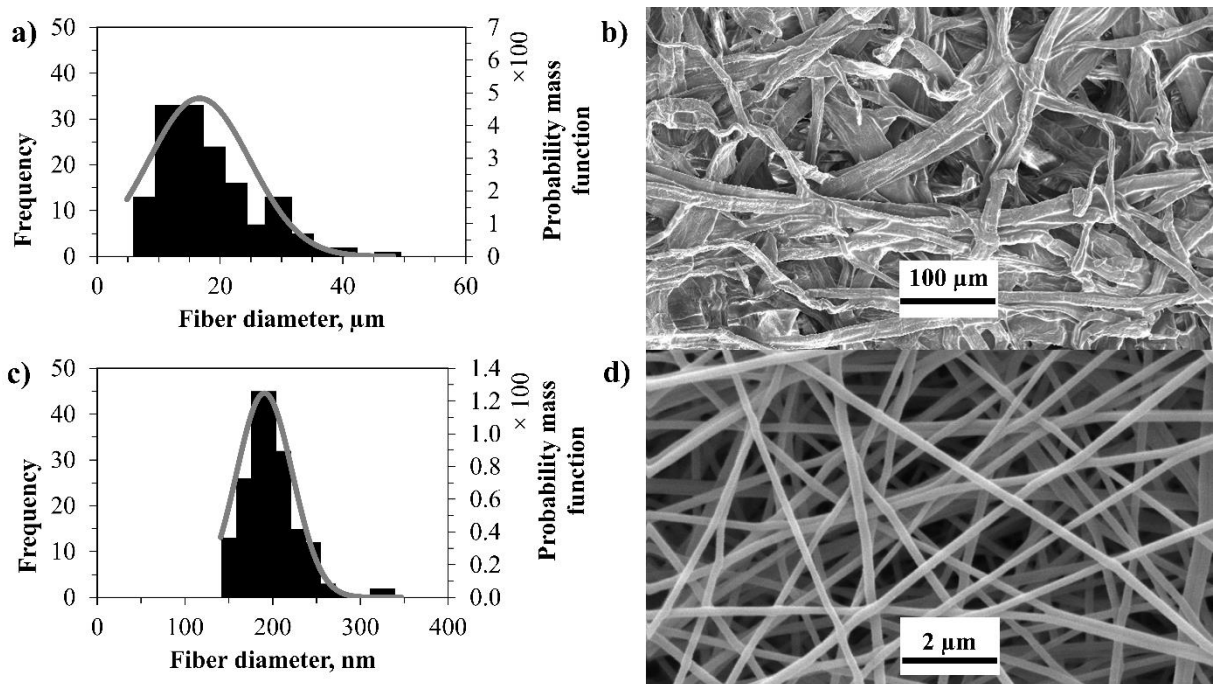 a)
50
40
30
20
10
0
Frequency
0 20 40 60
Fiber diameter, µm
7
6
5
4
3
2
1
0
×100
Probability mass
function
b)
100 µm
c)
50
40
30
20
10
0
Frequency
0 100 200 300 400
Fiber diameter, nm
1.4
1.2
1.0
0.8
0.6
0.4
0.2
0.0
× 100
Probability mass
function
d)
2 µm